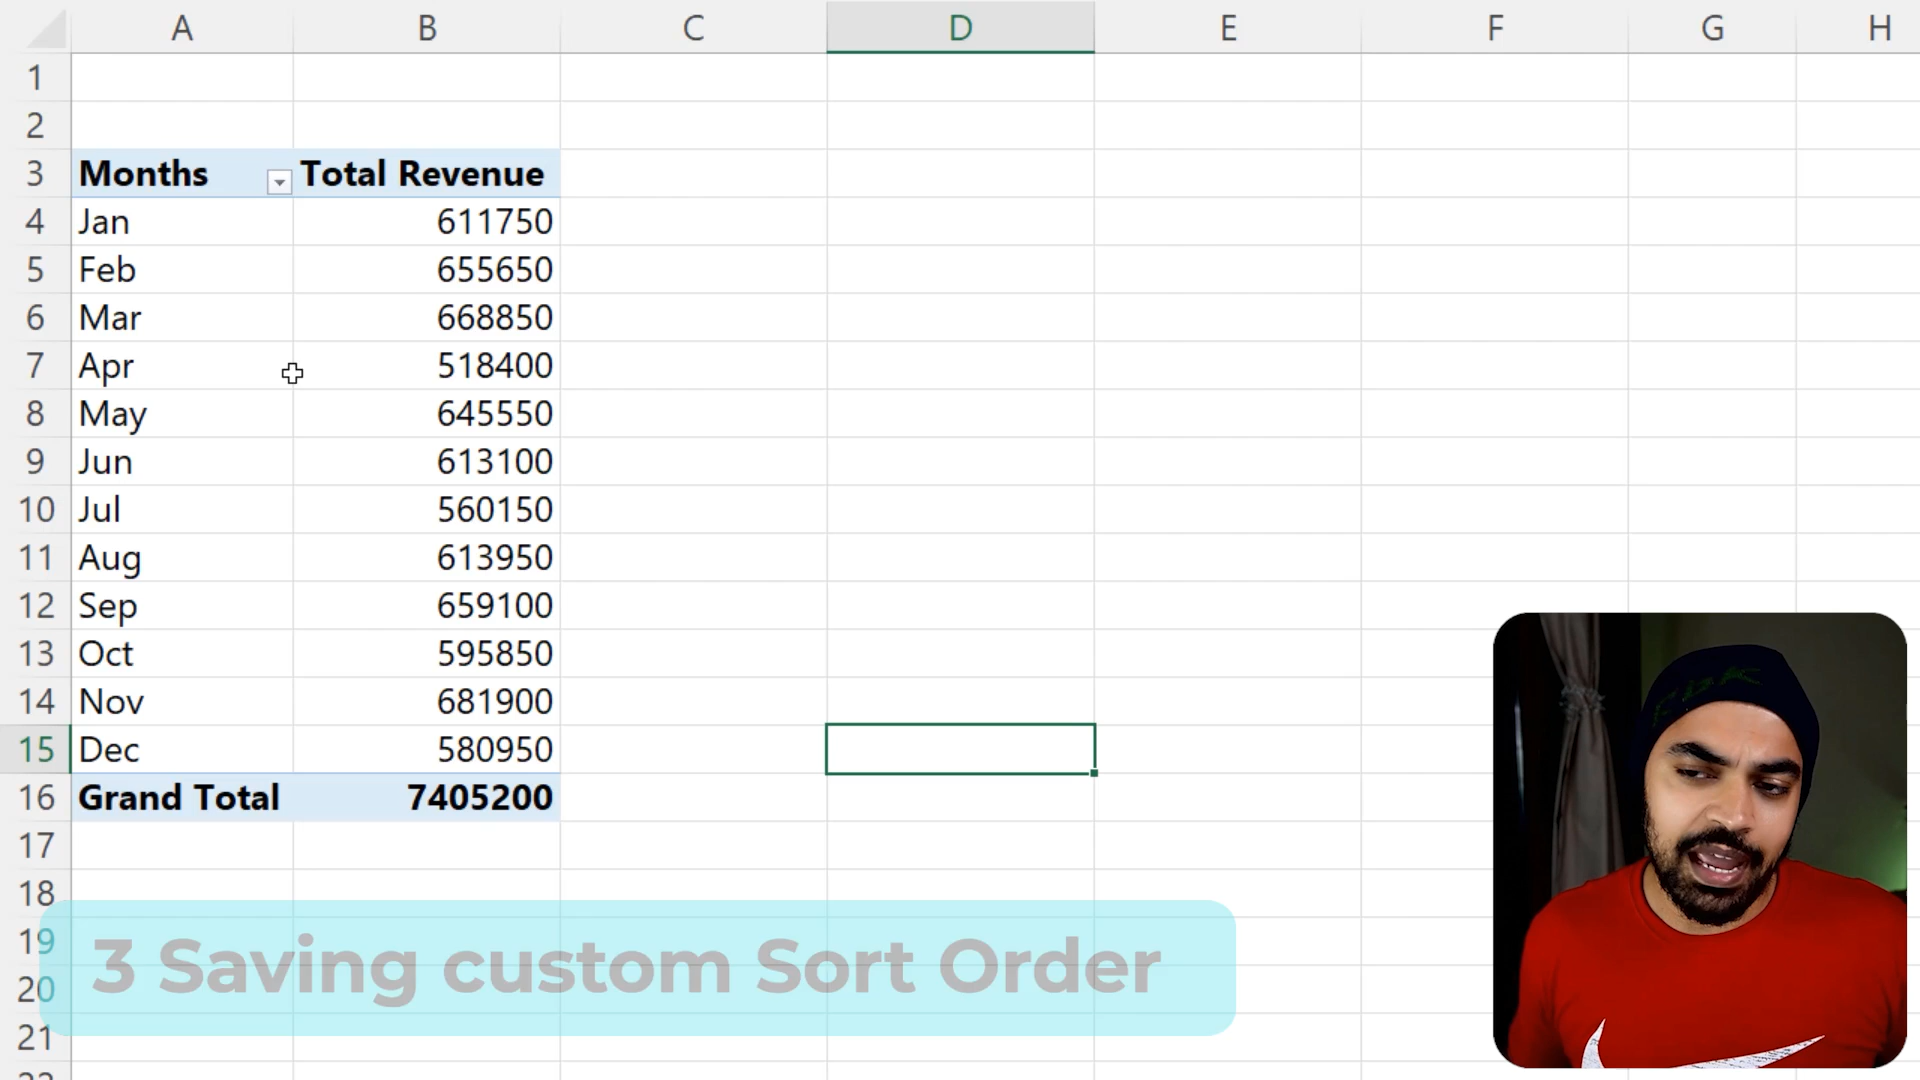 A B C D E F G H
1
2
3 Months Total Revenue
4 Jan 611750
5 Feb 655650
6 Mar 668850
7 Apr 518400
8 May 645550
9 Jun 613100
10 Jul 560150
11 Aug 613950
12 Sep 659100
13 Oct 595850
14 Nov 681900
15 Dec 580950
16 Grand Total 7405200
17
18
19
3 Saving custom Sort Order
20
21